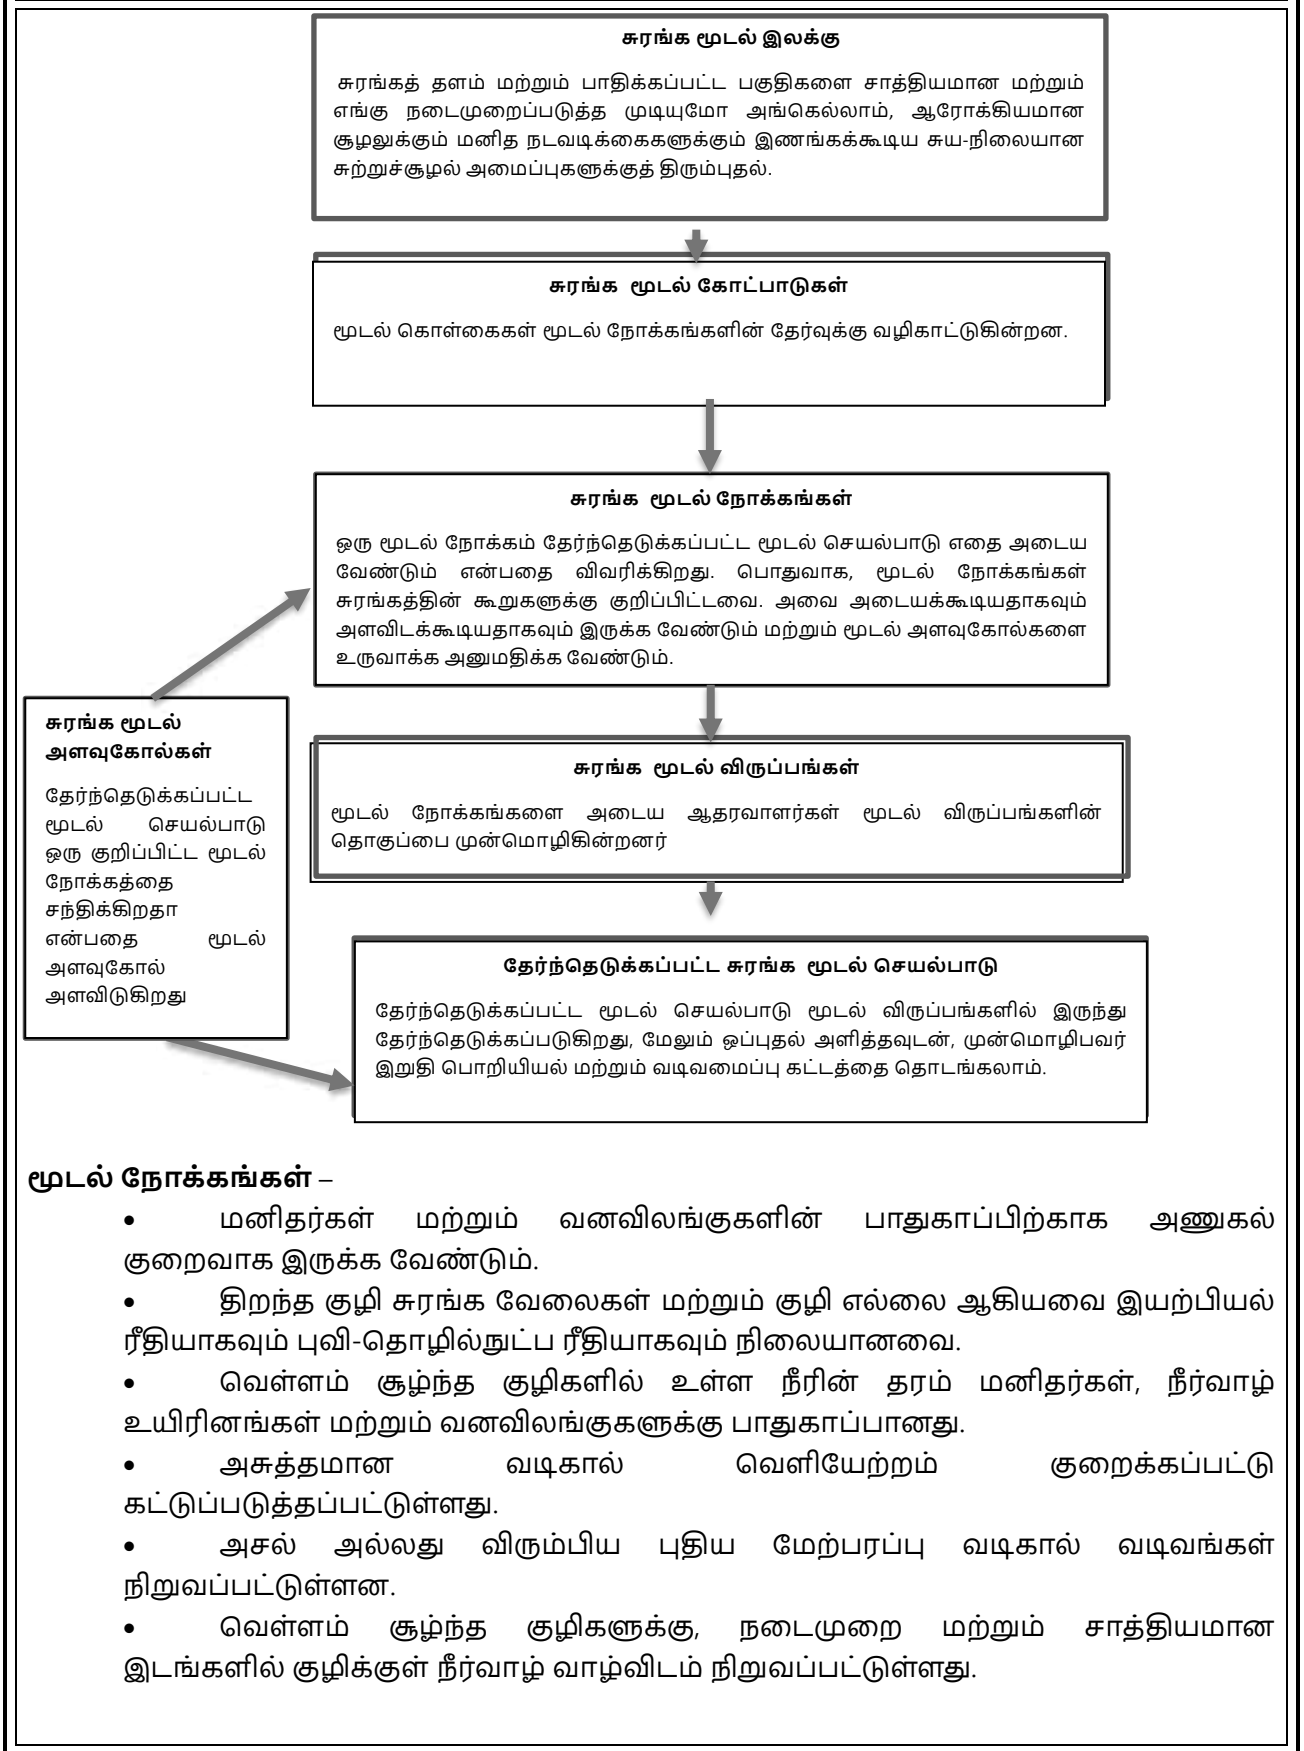 சுரங்க மூடல் இலக்கு
சுரங்கத் தளம் மற்றும் பாதிக்கப்பட்ட பகுதிகளை சாத்தியமான மற்றும்
எங்கு நடைமுறைப்படுத்த முடியுமோ அங்கெல்லாம், ஆரோக்கியமான
சூழலுக்கும் மனித நடவடிக்கைகளுக்கும் இணங்கக்கூடிய சுய-நிலையான
சுற்றுச்சூழல் அமைப்புகளுக்குத் திரும்புதல்.
சுரங்க மூடல் கோட்பாடுகள்
மூடல் கொள்கைகள் மூடல் நோக்கங்களின் தேர்வுக்கு வழிகாட்டுகின்றன.
சுரங்க மூடல் நோக்கங்கள்
ஒரு மூடல் நோக்கம் தேர்ந்தெடுக்கப்பட்ட மூடல் செயல்பாடு எதை அடைய
வேண்டும் என்பதை விவரிக்கிறது. பொதுவாக, மூடல் நோக்கங்கள்
சுரங்கத்தின் கூறுகளுக்கு குறிப்பிட்டவை. அவை அடையக்கூடியதாகவும்
அளவிடக்கூடியதாகவும் இருக்க வேண்டும் மற்றும் மூடல் அளவுகோல்களை
உருவாக்க அனுமதிக்க வேண்டும்.
சுரங்க மூடல்
அளவுகோல்கள்
தேர்ந்தெடுக்கப்பட்ட
மூடல் செயல்பாடு
ஒரு குறிப்பிட்ட மூடல்
நோக்கத்தை
சந்திக்கிறதா
என்பதை மூடல்
அளவுகோல்
அளவிடுகிறது
சுரங்க மூடல் விருப்பங்கள்
மூடல் நோக்கங்களை அடைய ஆதரவாளர்கள் மூடல் விருப்பங்களின்
தொகுப்பை முன்மொழிகின்றனர்
தேர்ந்தெடுக்கப்பட்ட சுரங்க மூடல் செயல்பாடு
தேர்ந்தெடுக்கப்பட்ட மூடல் செயல்பாடு மூடல் விருப்பங்களில் இருந்து
தேர்ந்தெடுக்கப்படுகிறது, மேலும் ஒப்புதல் அளித்தவுடன், முன்மொழிபவர்
இறுதி பொறியியல் மற்றும் வடிவமைப்பு கட்டத்தை தொடங்கலாம்.
மூடல் நோக்கங்கள் –
• மனிதர்கள் மற்றும் வனவிலங்குகளின் பாதுகாப்பிற்காக அணுகல்
குறைவாக இருக்க வேண்டும்.
• திறந்த குழி சுரங்க வேலைகள் மற்றும் குழி எல்லை ஆகியவை இயற்பியல்
ரீதியாகவும் புவி-தொழில்நுட்ப ரீதியாகவும் நிலையானவை.
• வெள்ளம் சூழ்ந்த குழிகளில் உள்ள நீரின் தரம் மனிதர்கள், நீர்வாழ்
உயிரினங்கள் மற்றும் வனவிலங்குகளுக்கு பாதுகாப்பானது.
• அசுத்தமான வடிகால் வெளியேற்றம் குறைக்கப்பட்டு
கட்டுப்படுத்தப்பட்டுள்ளது.
• அசல் அல்லது விரும்பிய புதிய மேற்பரப்பு வடிகால் வடிவங்கள்
நிறுவப்பட்டுள்ளன.
• வெள்ளம் சூழ்ந்த குழிகளுக்கு, நடைமுறை மற்றும் சாத்தியமான
இடங்களில் குழிக்குள் நீர்வாழ் வாழ்விடம் நிறுவப்பட்டுள்ளது.